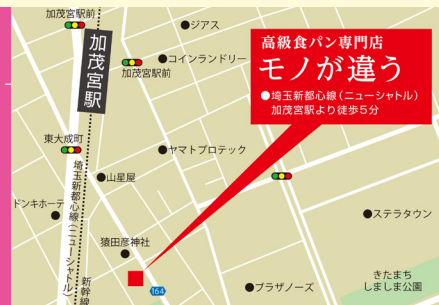 加茂宮駅前
加茂宮駅
ジアス
コインランドリー
加茂宮駅前
高級食パン専門店
モノが違う
●埼玉新都心線(ニューシャトル)
加茂宮駅より徒歩5分
東大成町
ヤマトプロテック
埼玉新都心線(ニューシャトル)
山星屋
ドンキホーテ
ステラタウン
猿田彦神社
新幹線
164
ブラザノーズ
きたまち
しましま公園